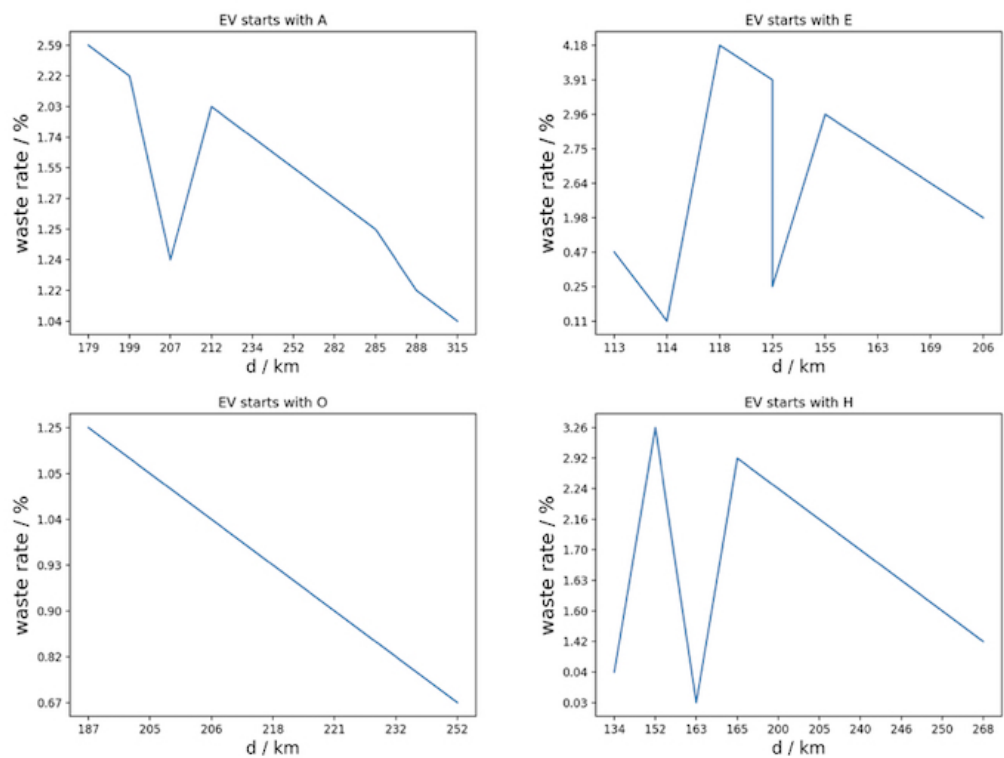 EV starts with A
waste rate / %
2.59
2.22
2.03
1.74
1.55
1.27
1.25
1.24
1.22
1.04
179 199 207 212 234 252 282 285 288 315
d / km
EV starts with E
waste rate / %
4.18
3.91
2.96
2.75
2.64
1.98
0.47
0.25
0.11
113 114 118 125 155 163 169 206
d / km
EV starts with O
waste rate / %
1.25
1.05
1.04
0.93
0.90
0.82
0.67
187 205 206 218 221 232 252
d / km
EV starts with H
waste rate / %
3.26
2.92
2.24
2.16
1.70
1.63
1.60
1.42
0.04
0.03
134 152 163 165 200 205 240 246 250 268
d / km